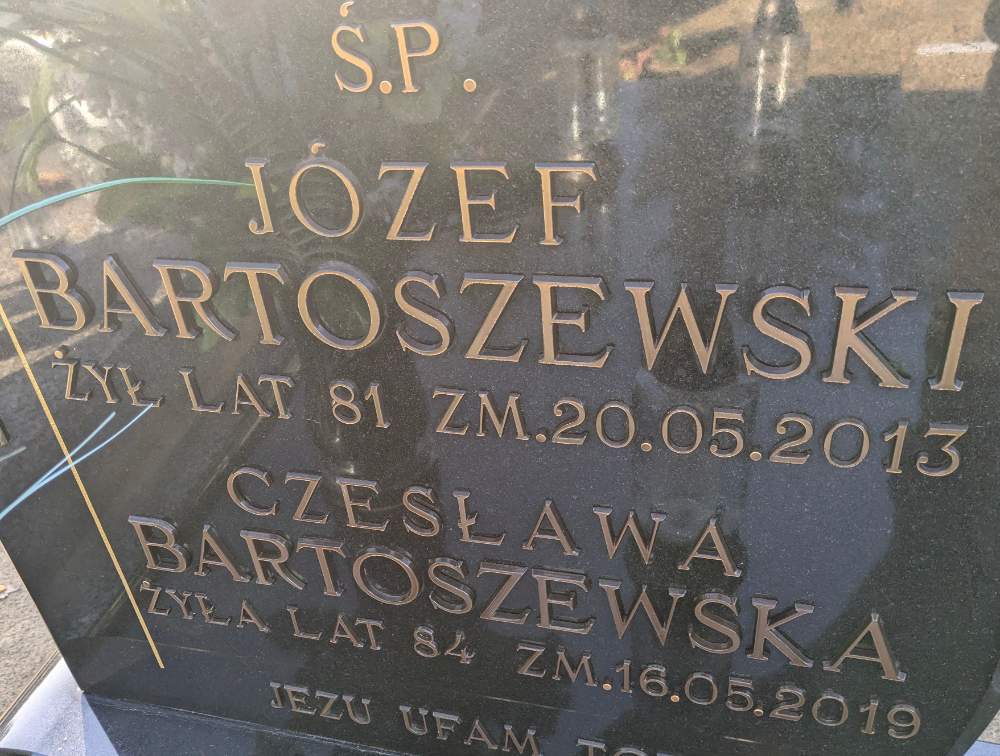 Ś.P.
JÓZEF
BARTOSZEWSKI
ŻYŁ LAT 81 ZM.20.05.2013
CZESŁAWA
BARTOSZEWSKA
ŻYŁA LAT 84 ZM.16.05.2019
JEZU UFAM